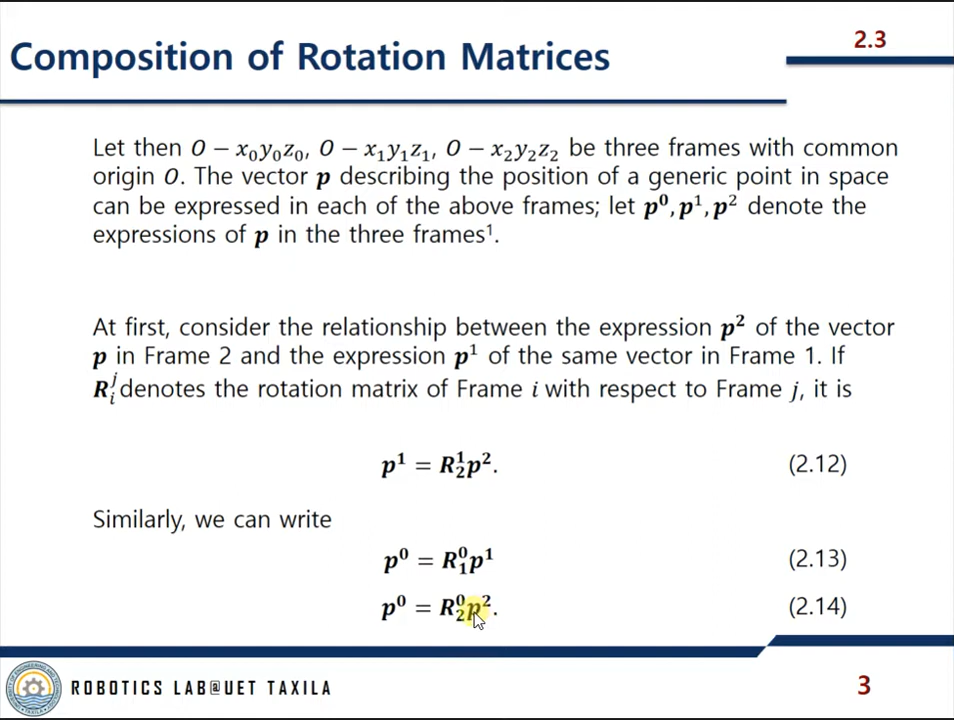 2.3
Composition of Rotation Matrices
Let then O − x₀y₀z₀, O − x₁y₁z₁, O − x₂y₂z₂ be three frames with common
origin O. The vector p describing the position of a generic point in space
can be expressed in each of the above frames; let p⁰, p¹, p² denote the
expressions of p in the three frames¹.
At first, consider the relationship between the expression p² of the vector
p in Frame 2 and the expression p¹ of the same vector in Frame 1. If
Rᵢʲ denotes the rotation matrix of Frame i with respect to Frame j, it is
p¹ = R₂¹p². (2.12)
Similarly, we can write
p⁰ = R₁⁰p¹ (2.13)
p⁰ = R₂⁰p². (2.14)
ROBOTICS LAB@UET TAXILA
3